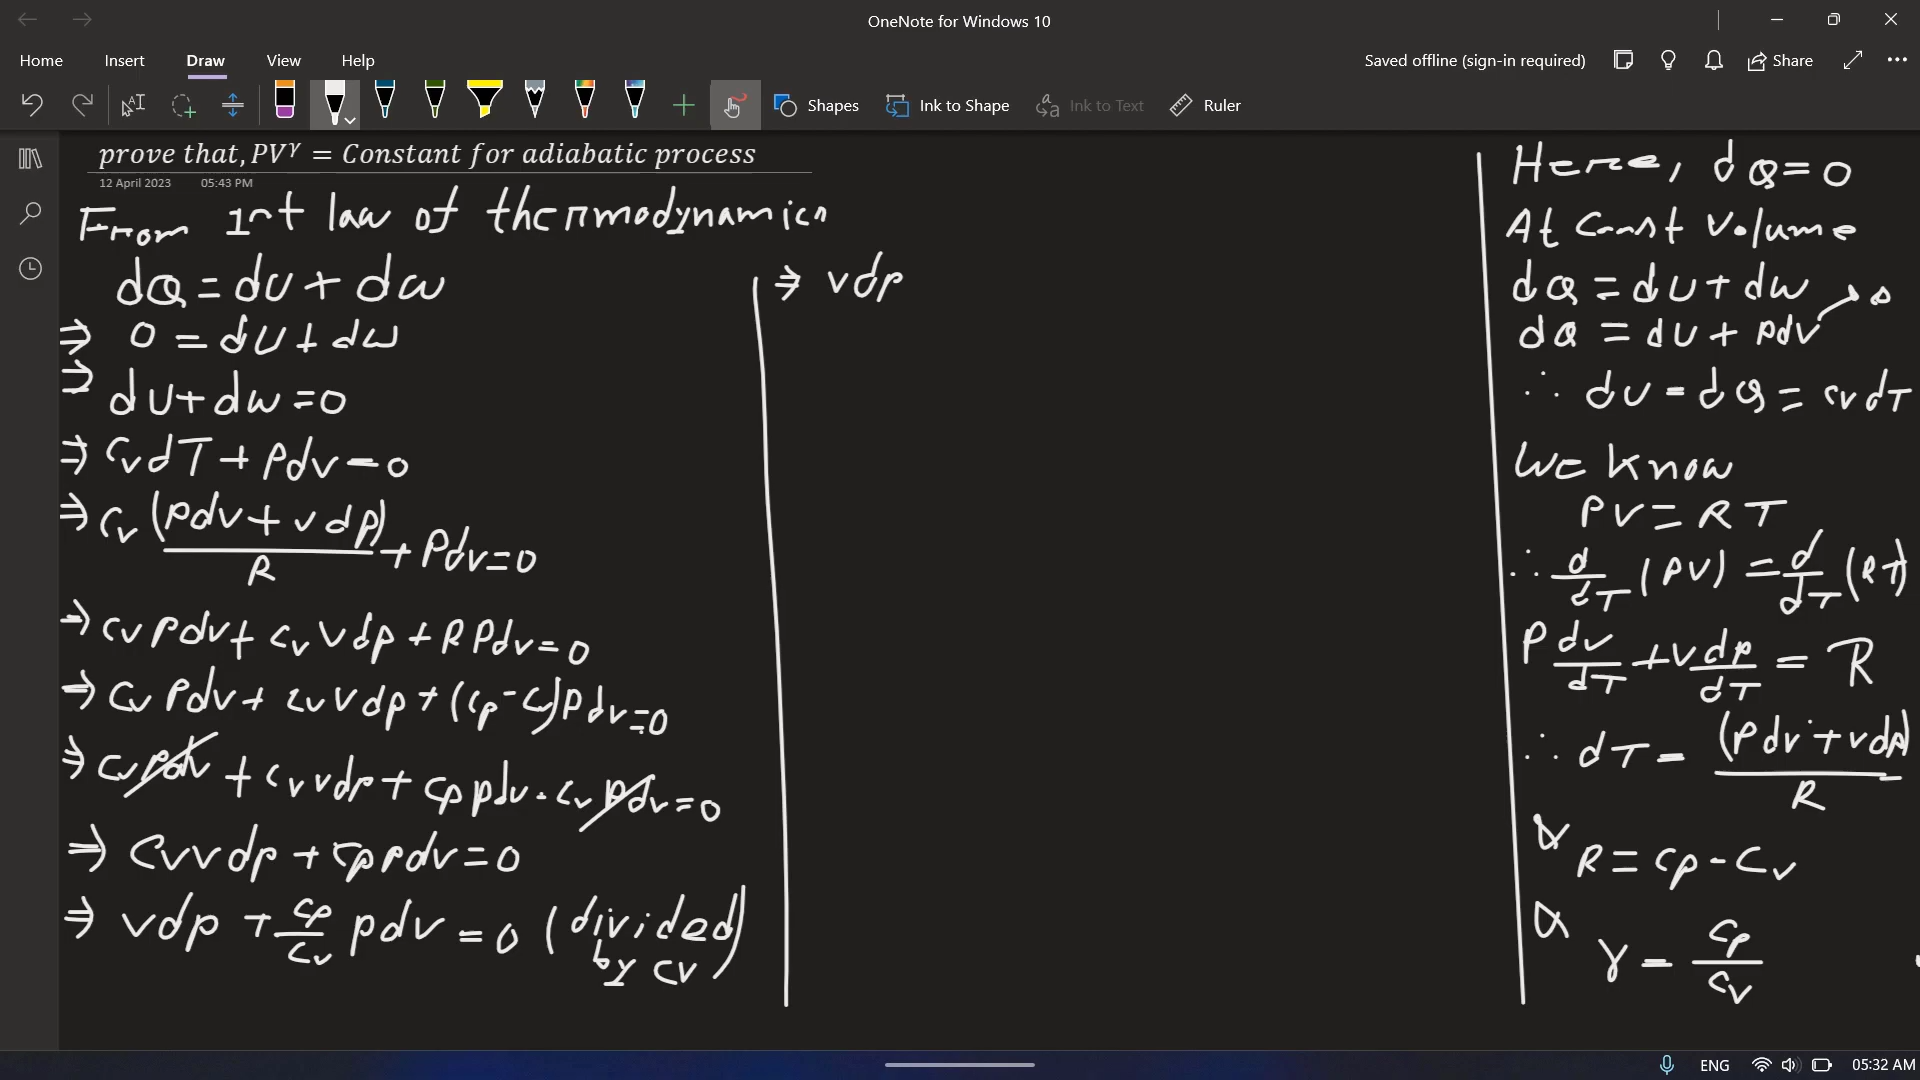 OneNote for Windows 10
Home Insert Draw View Help
Saved offline (sign-in required) Share
Shapes Ink to Shape Ink to Text Ruler
prove that, PV^γ = Constant for adiabatic process
12 April 2023 05:43 PM
From 1st law of thermodynamics
dQ = dU + dw
⇒ 0 = dU + dw
⇒ dU + dw = 0
⇒ CvdT + Pdv = 0
⇒ Cv (Pdv + vdp)/R + Pdv = 0
⇒ Cv Pdv + Cv Vdp + R Pdv = 0
⇒ Cv Pdv + Cv Vdp + (Cp - Cv) Pdv = 0
⇒ Cv Pdv + Cv vdp + Cp pdv - Cv Pdv = 0
⇒ Cv vdp + Cp pdv = 0
⇒ vdp + Cp/Cv pdv = 0 (divided by Cv)
⇒ vdp
Here, dQ = 0
At Const Volume
dQ = dU + dw
dQ = dU + Pdv → 0
∴ dU = dQ = CvdT
We Know
PV = RT
∴ d/dT (PV) = d/dT (RT)
P dv/dT + V dp/dT = R
∴ dT = (Pdv + vdp)/R
& R = Cp - Cv
& γ = Cp/Cv
ENG 05:32 AM